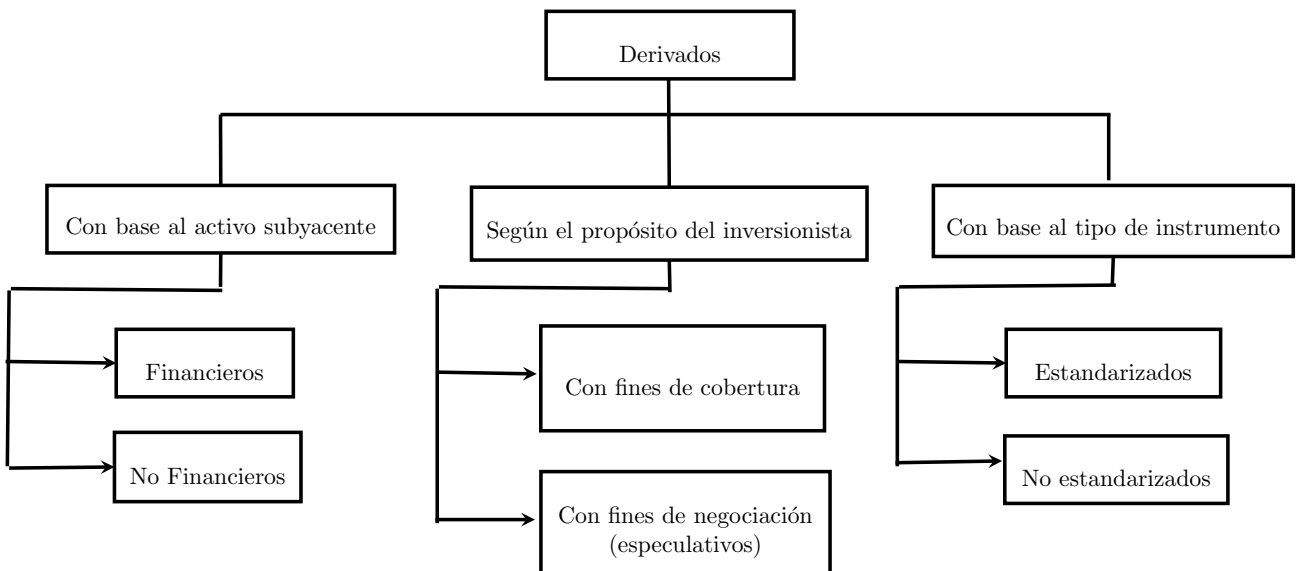 Derivados
Con base al activo subyacente
Según el propósito del inversionista
Con base al tipo de instrumento
Financieros
No Financieros
Con fines de cobertura
Con fines de negociación
(especulativos)
Estandarizados
No estandarizados